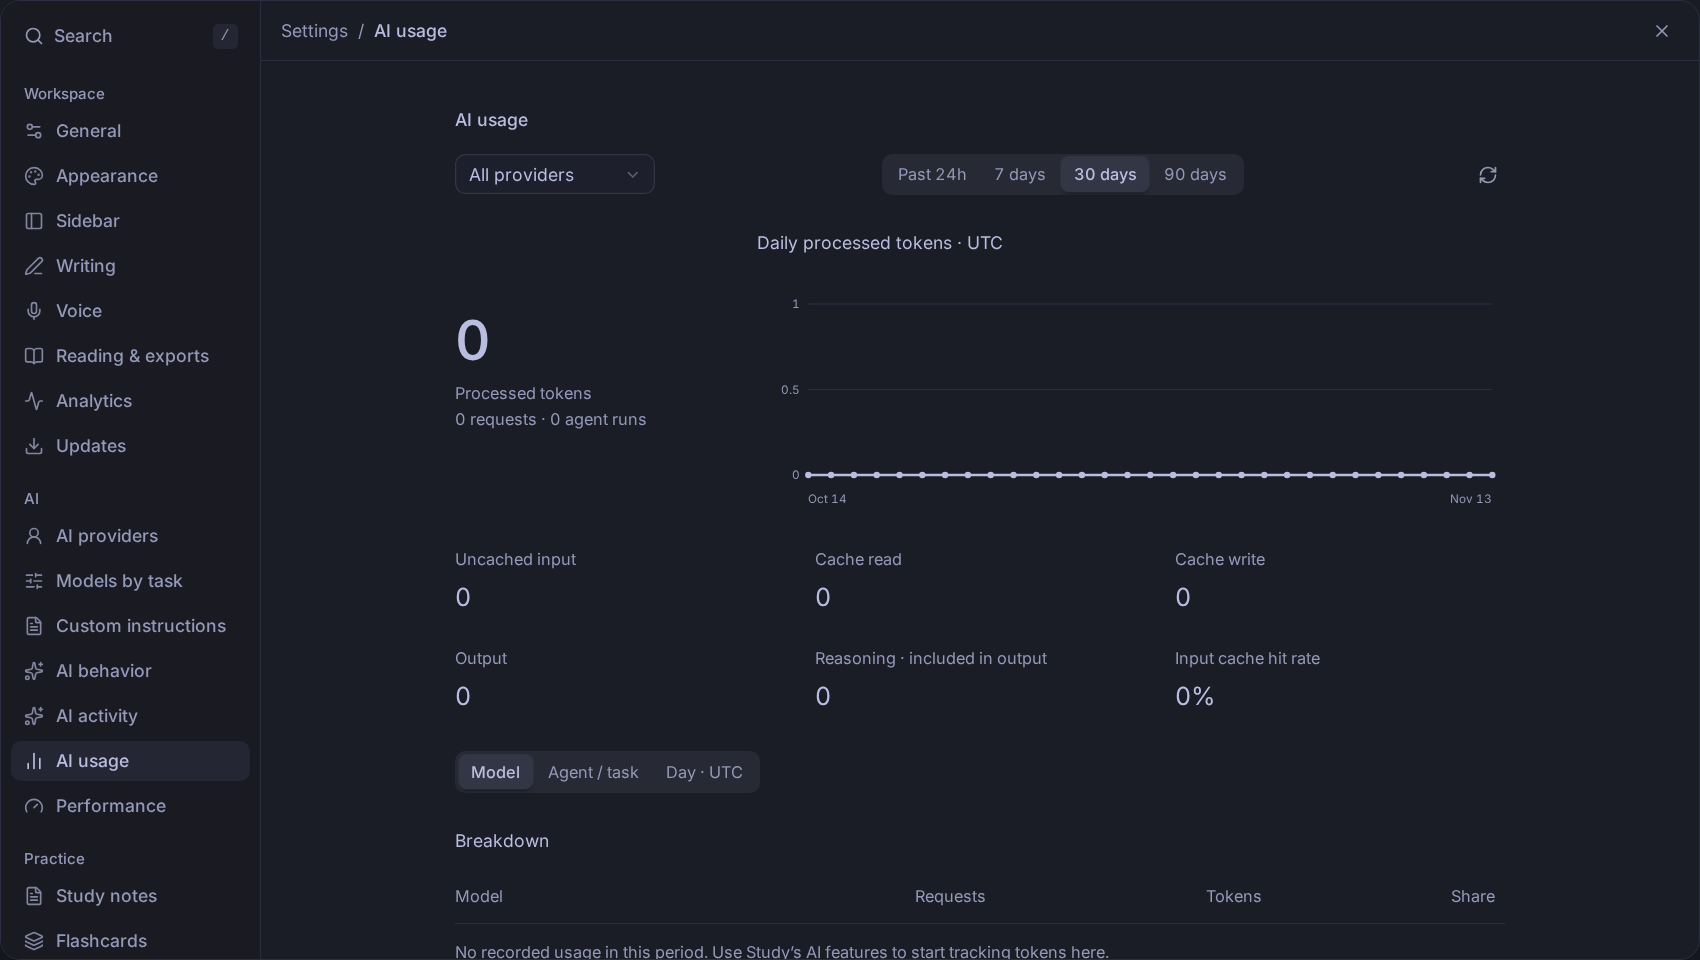 Search
/
Workspace
General
Appearance
Sidebar
Writing
Voice
Reading & exports
Analytics
Updates
AI
AI providers
Models by task
Custom instructions
AI behavior
AI activity
AI usage
Performance
Practice
Study notes
Flashcards
Settings / AI usage
AI usage
All providers
Past 24h 7 days 30 days 90 days
Daily processed tokens · UTC
0
Processed tokens
0 requests · 0 agent runs
1
0.5
0
Oct 14 Nov 13
Uncached input Cache read Cache write
0 0 0
Output Reasoning · included in output Input cache hit rate
0 0 0%
Model Agent / task Day · UTC
Breakdown
Model Requests Tokens Share
No recorded usage in this period. Use Study’s AI features to start tracking tokens here.